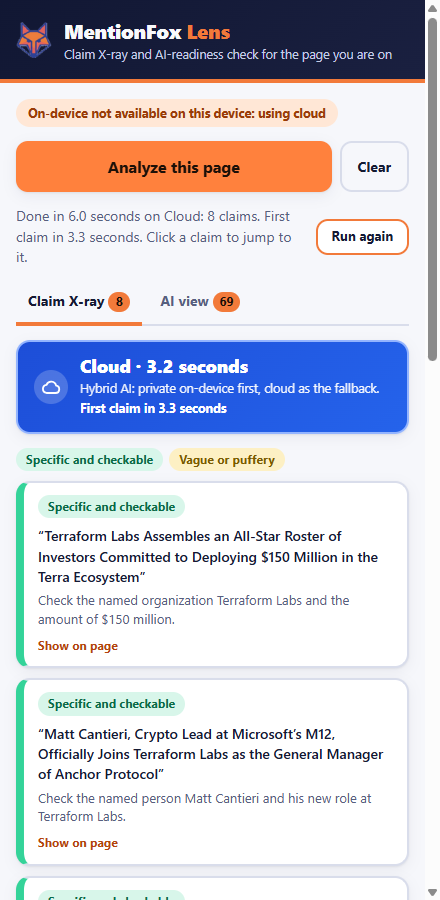 MentionFox Lens
Claim X-ray and AI-readiness check for the page you are on
On-device not available on this device: using cloud
Analyze this page
Clear
Done in 6.0 seconds on Cloud: 8 claims. First
claim in 3.3 seconds. Click a claim to jump to
it.
Run again
Claim X-ray 8
AI view 69
Cloud · 3.2 seconds
Hybrid AI: private on-device first, cloud as the fallback.
First claim in 3.3 seconds
Specific and checkable
Vague or puffery
Specific and checkable
“Terraform Labs Assembles an All-Star Roster of
Investors Committed to Deploying $150 Million in the
Terra Ecosystem”
Check the named organization Terraform Labs and the
amount of $150 million.
Show on page
Specific and checkable
“Matt Cantieri, Crypto Lead at Microsoft’s M12,
Officially Joins Terraform Labs as the General Manager
of Anchor Protocol”
Check the named person Matt Cantieri and his new role at
Terraform Labs.
Show on page